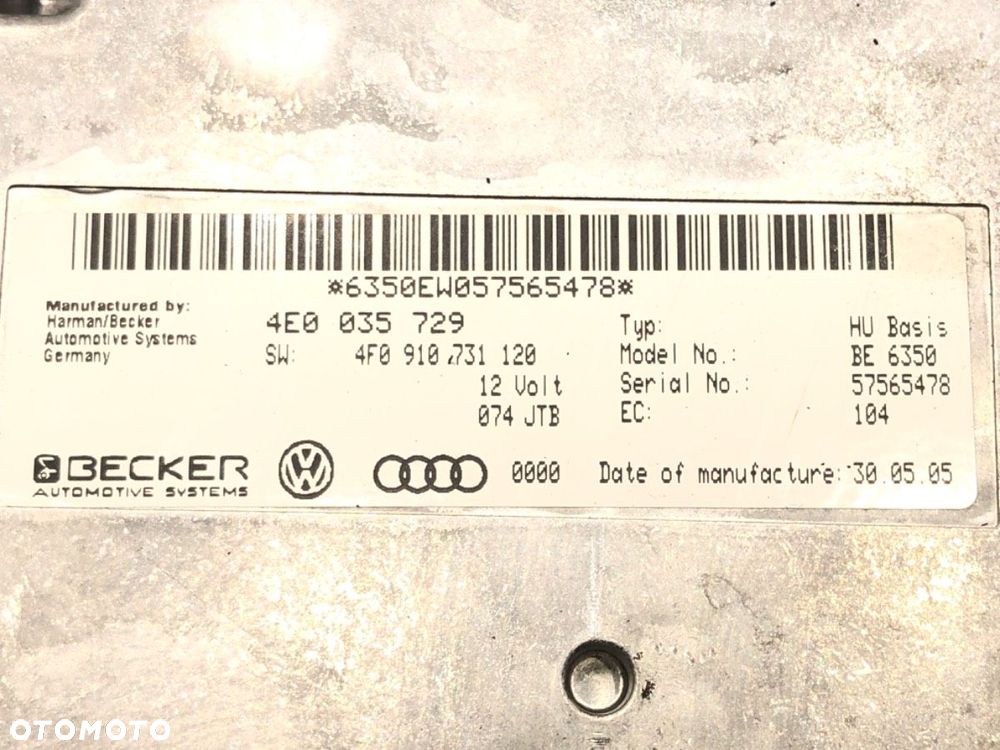 *6350EW057565478*
Manufactured by:
Harman/Becker
Automotive Systems
Germany
4E0 035 729
SW: 4F0 910 731 120
12 Volt
074 JTB
Typ: HU Basis
Model No.: BE 6350
Serial No.: 57565478
EC: 104
BECKER
AUTOMOTIVE SYSTEMS
0000
Date of manufacture: 30.05.05
OTOMOTO